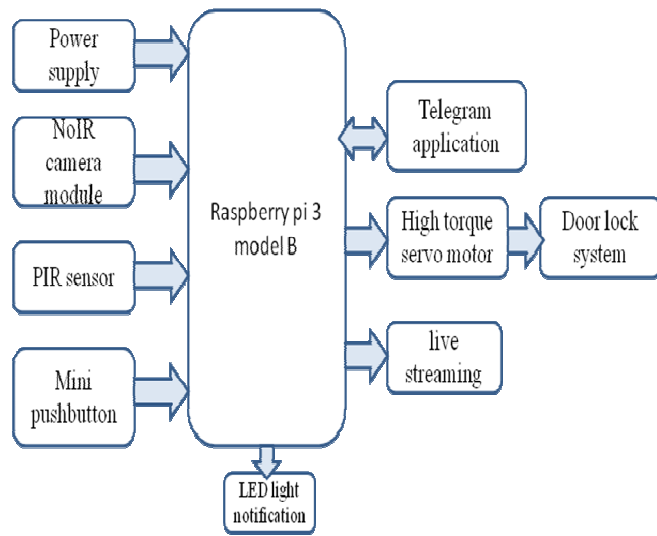 Power
supply
NoIR
camera
module
PIR sensor
Mini
pushbutton
Raspberry pi 3
model B
Telegram
application
High torque
servo motor
Door lock
system
live
streaming
LED light
notification